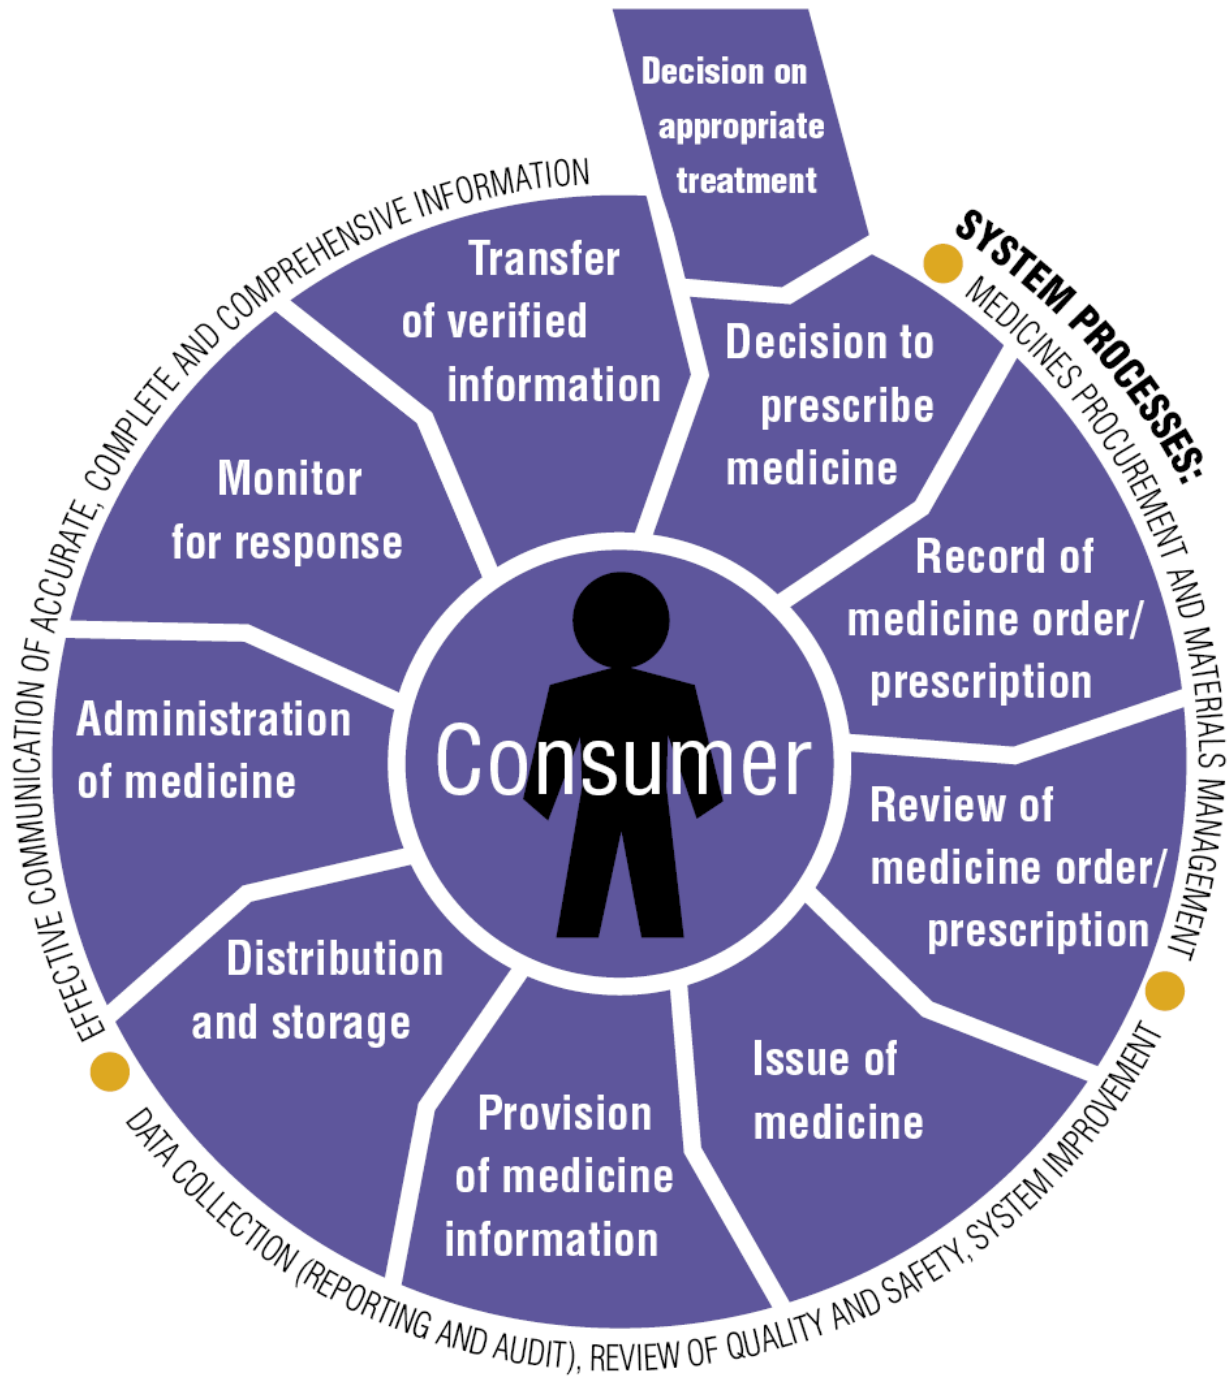 Decision on
appropriate
treatment
SYSTEM PROCESSES:
MEDICINES PROCUREMENT AND MATERIALS MANAGEMENT
Decision to
prescribe
medicine
Record of
medicine order/
prescription
Review of
medicine order/
prescription
Issue of
medicine
Provision
of medicine
information
Distribution
and storage
Administration
of medicine
Monitor
for response
Transfer
of verified
information
Consumer
DATA COLLECTION (REPORTING AND AUDIT), REVIEW OF QUALITY AND SAFETY, SYSTEM IMPROVEMENT
EFFECTIVE COMMUNICATION OF ACCURATE, COMPLETE AND COMPREHENSIVE INFORMATION